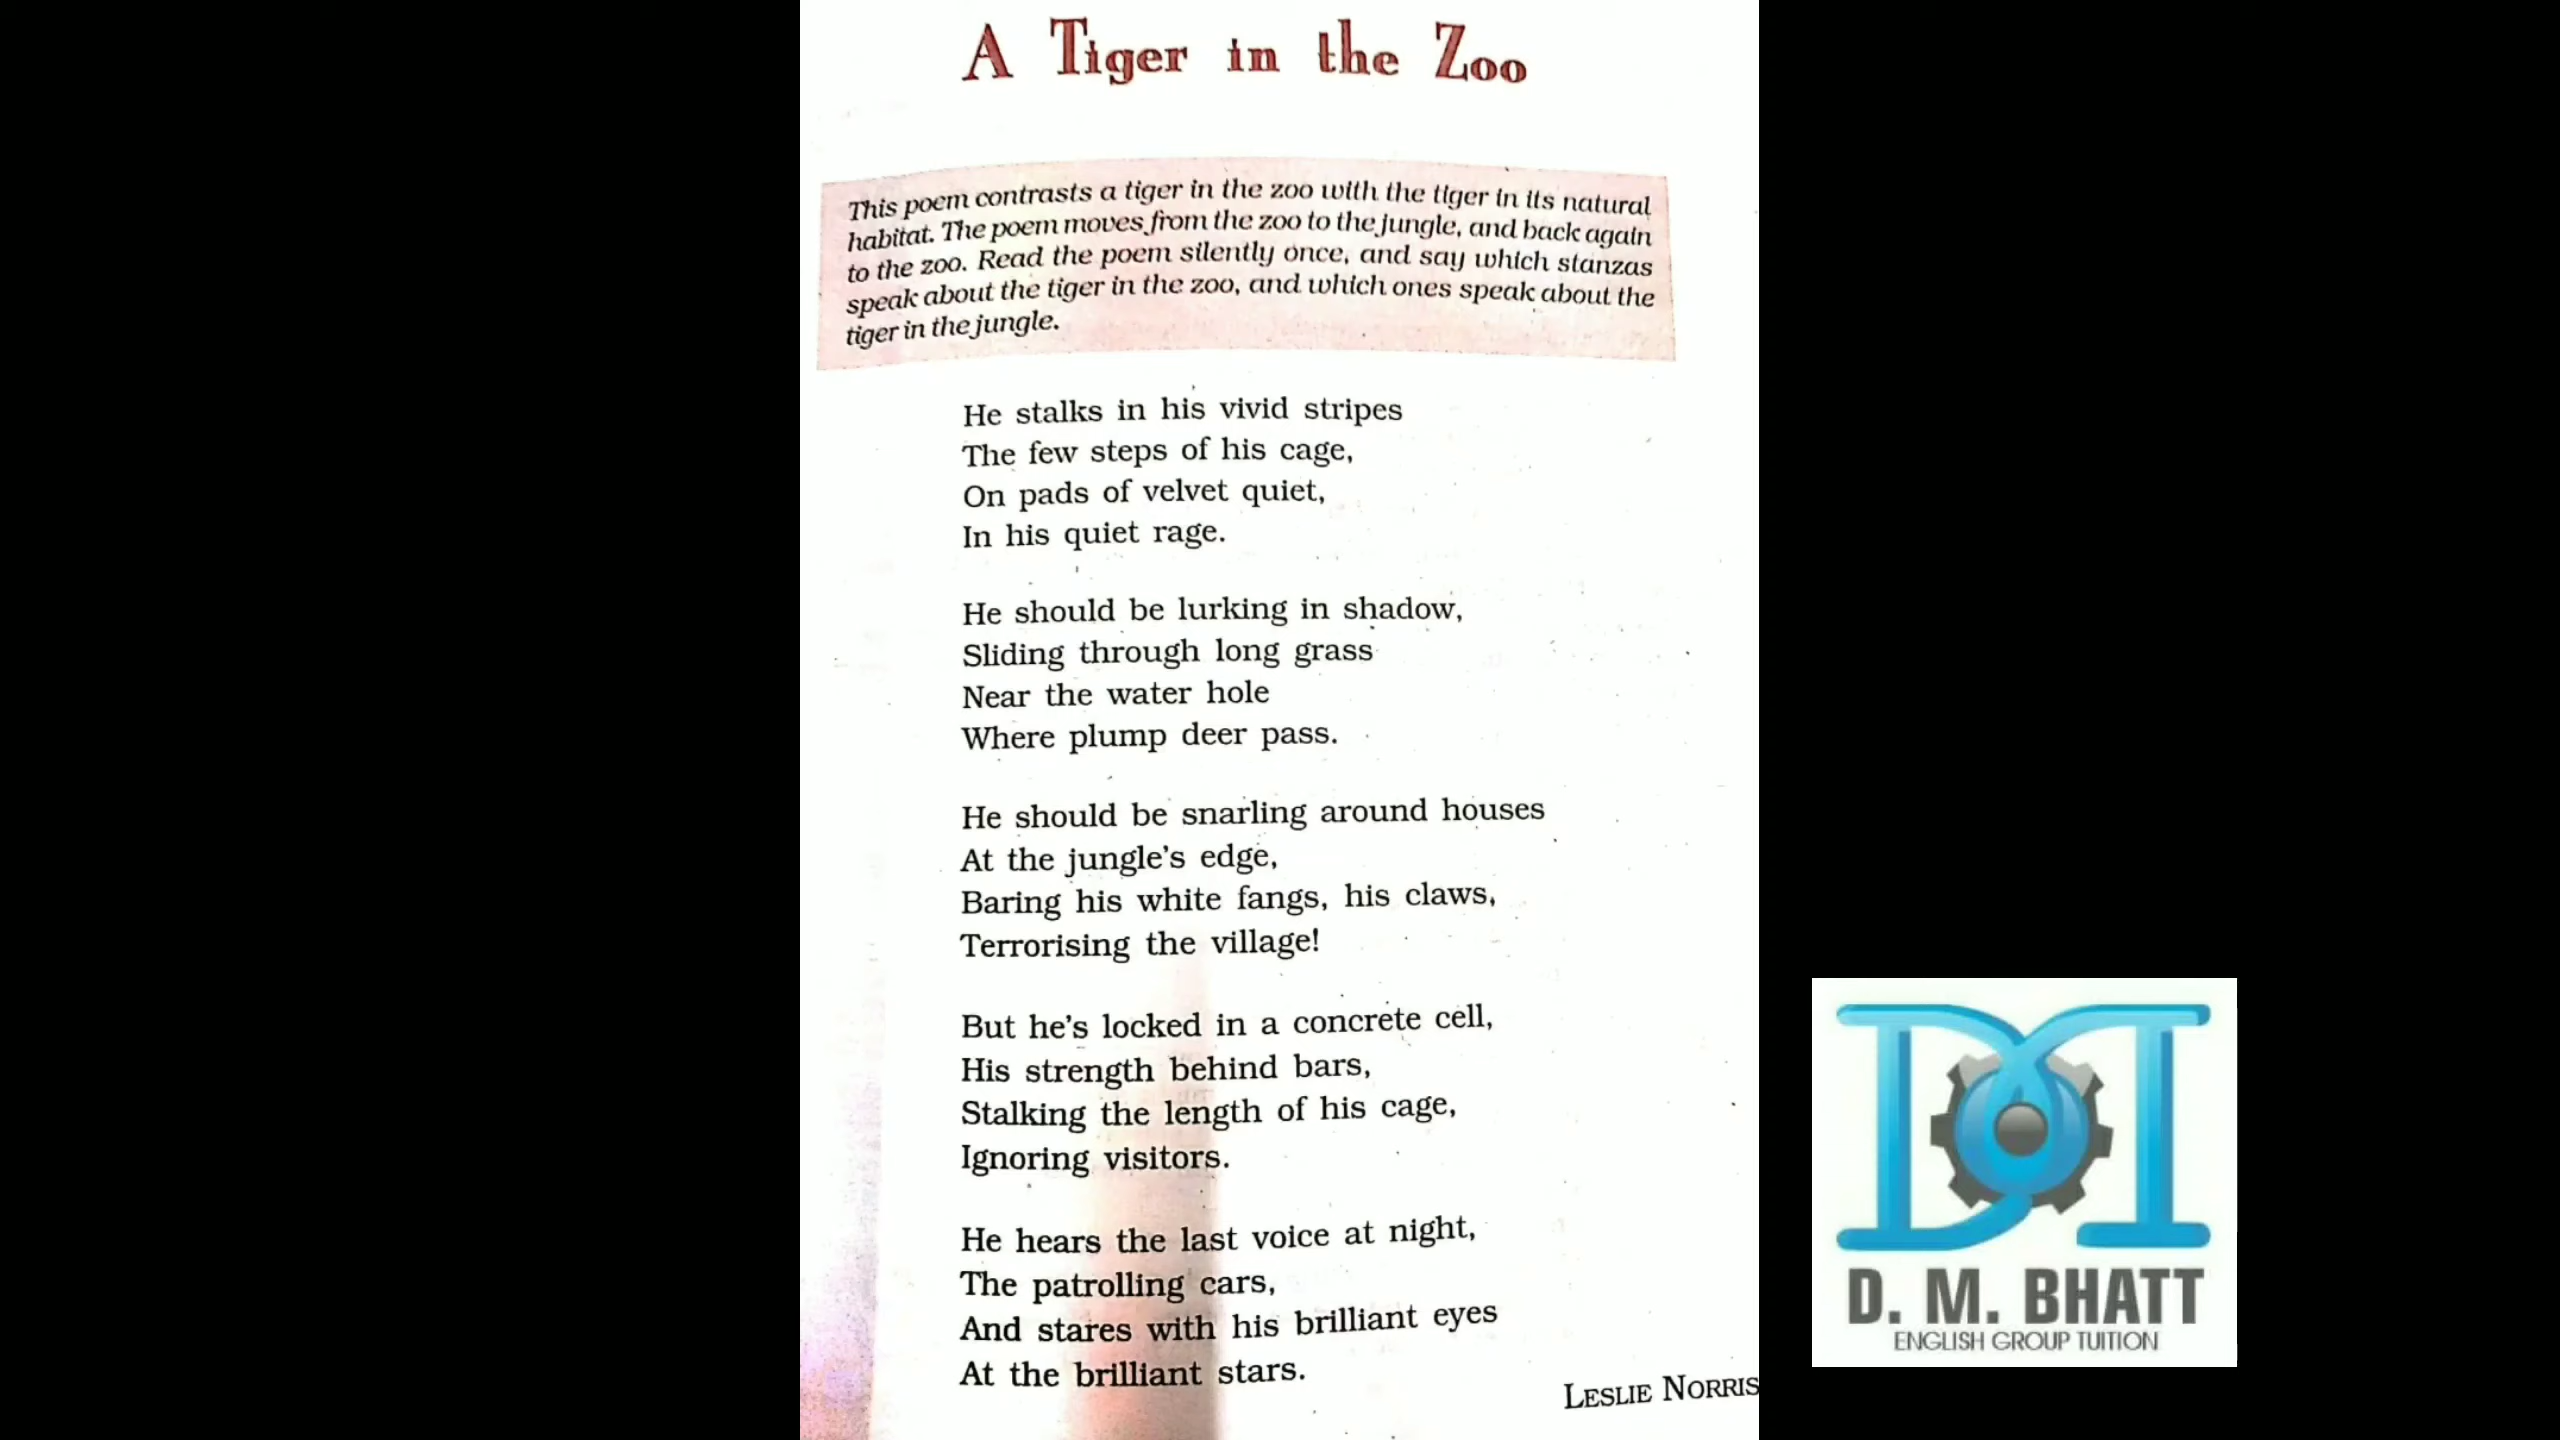 A Tiger in the Zoo
This poem contrasts a tiger in the zoo with the tiger in its natural
habitat. The poem moves from the zoo to the jungle, and back again
to the zoo. Read the poem silently once, and say which stanzas
speak about the tiger in the zoo, and which ones speak about the
tiger in the jungle.
He stalks in his vivid stripes
The few steps of his cage,
On pads of velvet quiet,
In his quiet rage.
He should be lurking in shadow,
Sliding through long grass
Near the water hole
Where plump deer pass.
He should be snarling around houses
At the jungle's edge,
Baring his white fangs, his claws,
Terrorising the village!
But he's locked in a concrete cell,
His strength behind bars,
Stalking the length of his cage,
Ignoring visitors.
He hears the last voice at night,
The patrolling cars,
And stares with his brilliant eyes
At the brilliant stars.
LESLIE NORRIS
D. M. BHATT
ENGLISH GROUP TUITION